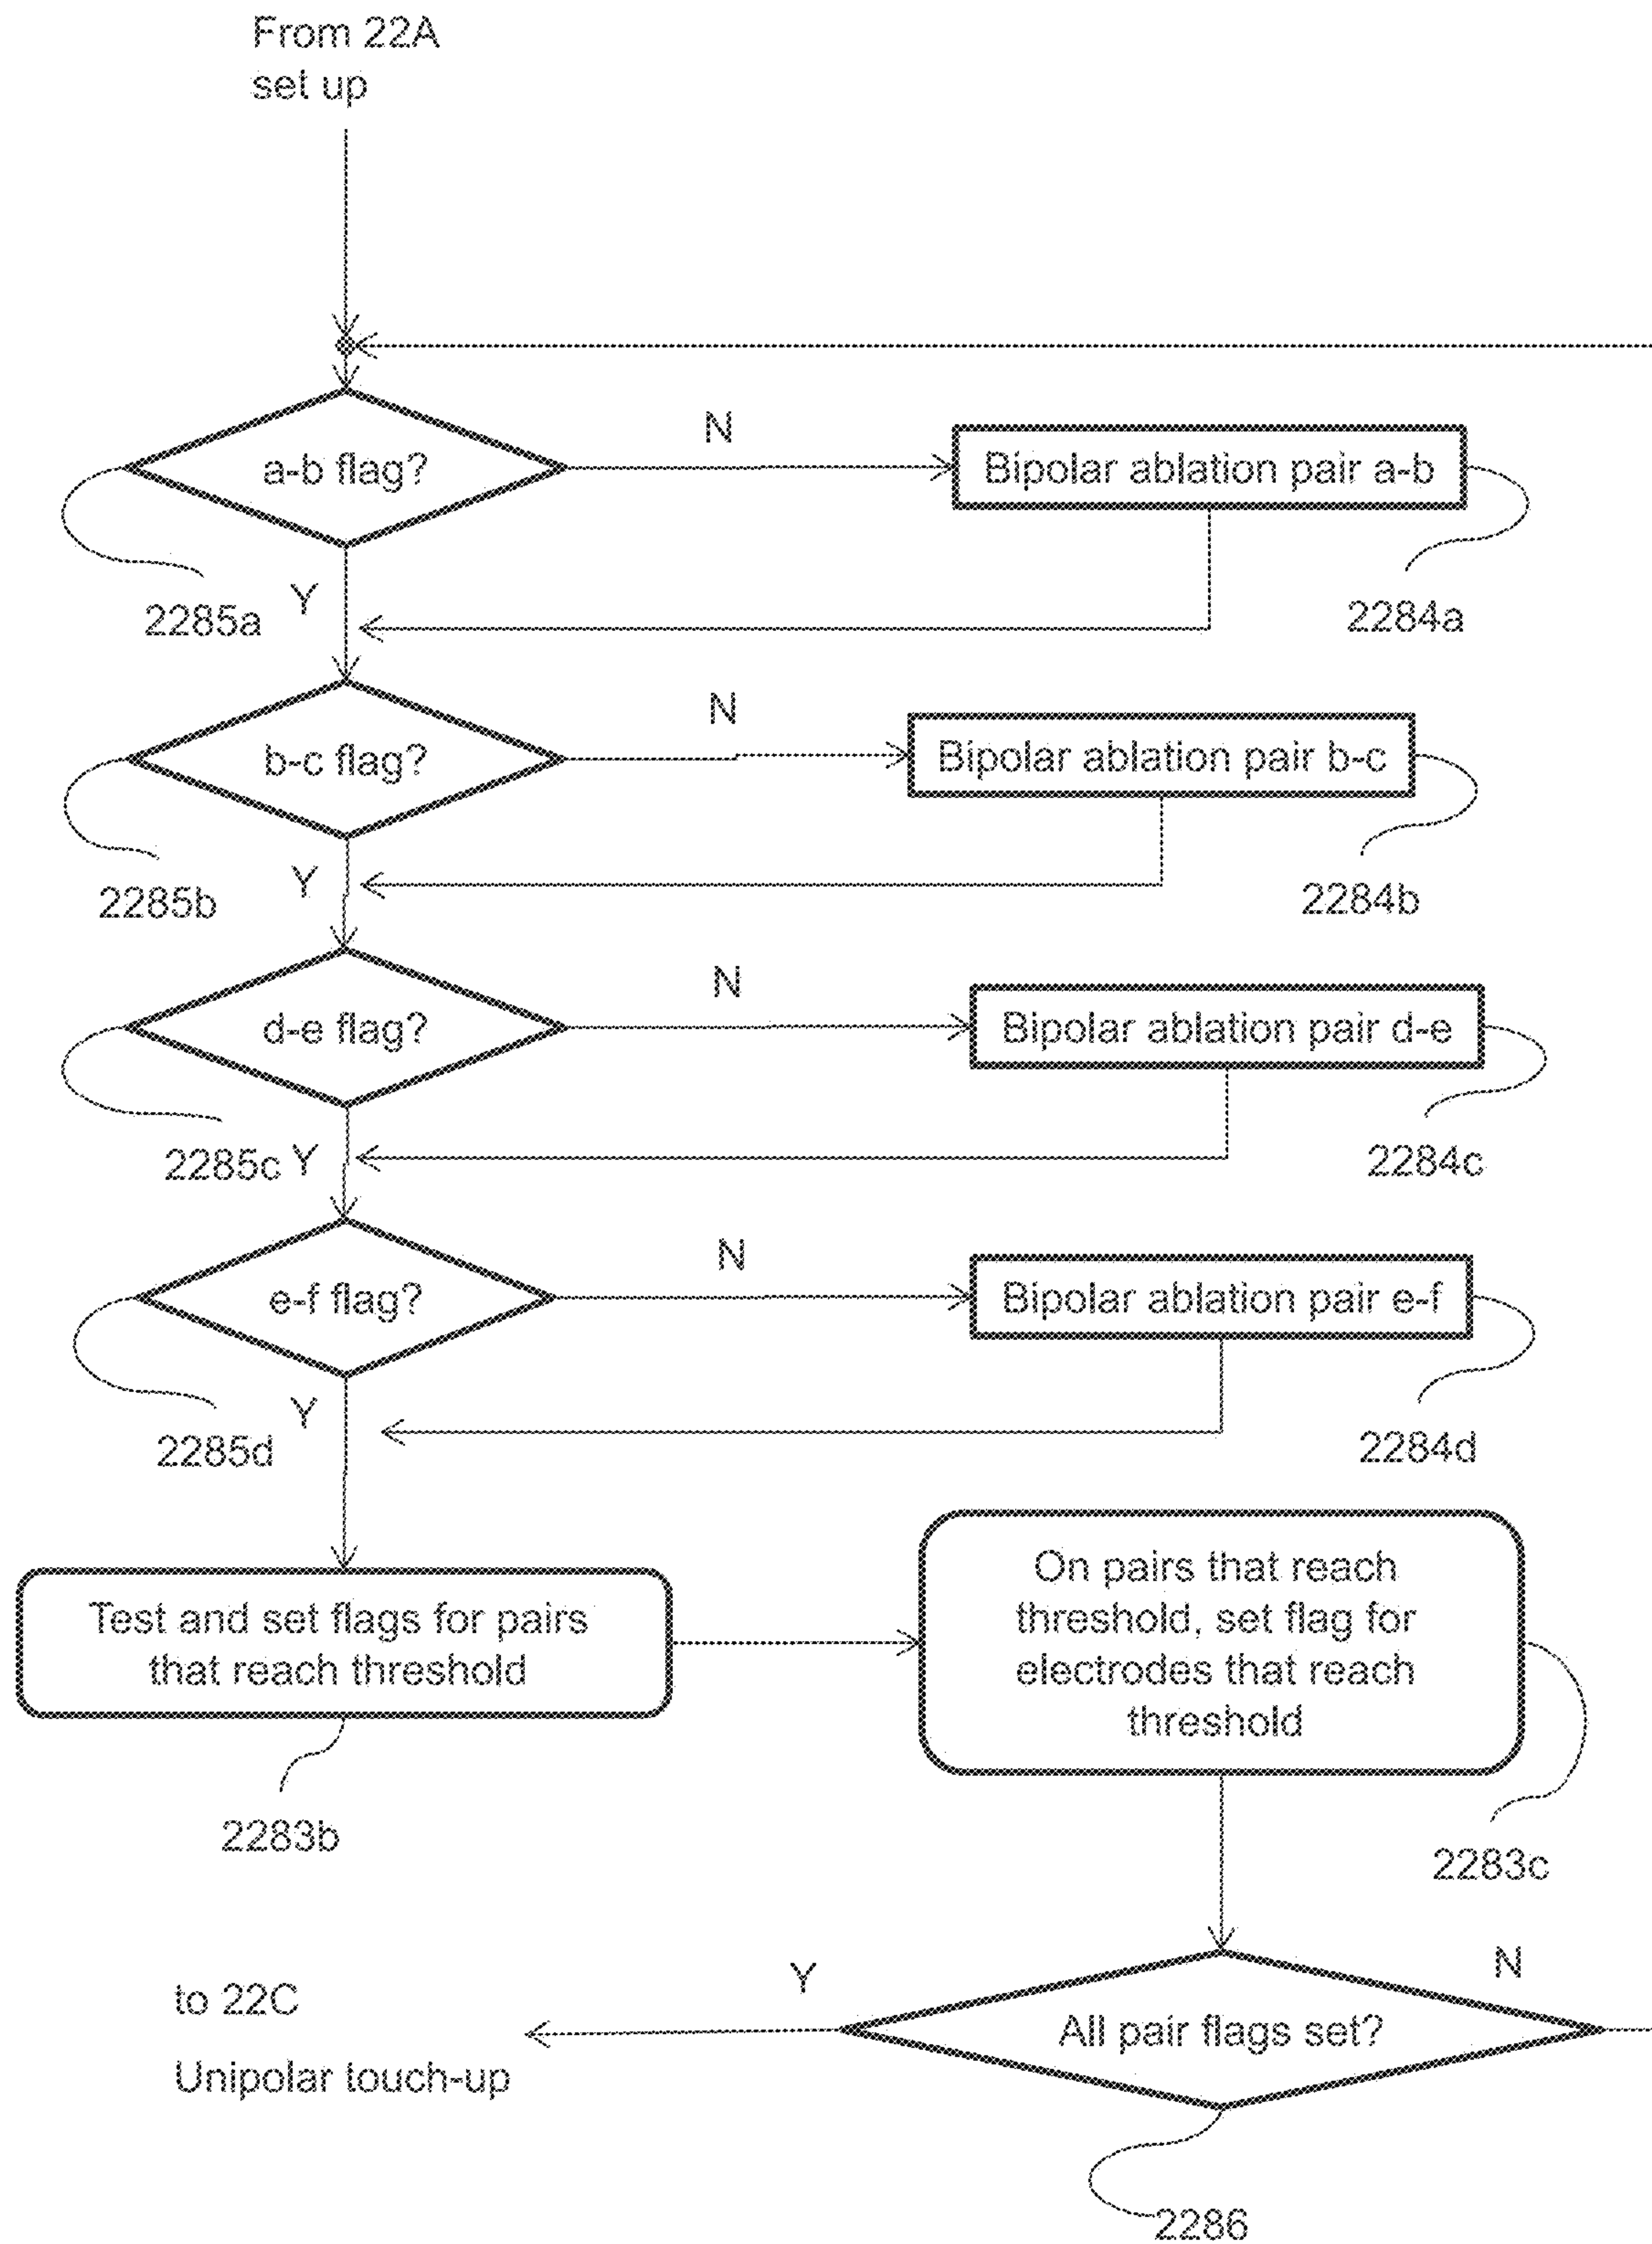 From 22A
set up
a-b flag?
N
Bipolar ablation pair a-b
2285a
Y
2284a
b-c flag?
N
Bipolar ablation pair b-c
2285b
Y
2284b
d-e flag?
N
Bipolar ablation pair d-e
2285c
Y
2284c
e-f flag?
N
Bipolar ablation pair e-f
2285d
Y
2284d
Test and set flags for pairs
that reach threshold
2283b
On pairs that reach
threshold, set flag for
electrodes that reach
threshold
2283c
All pair flags set?
Y
N
to 22C
Unipolar touch-up
2286